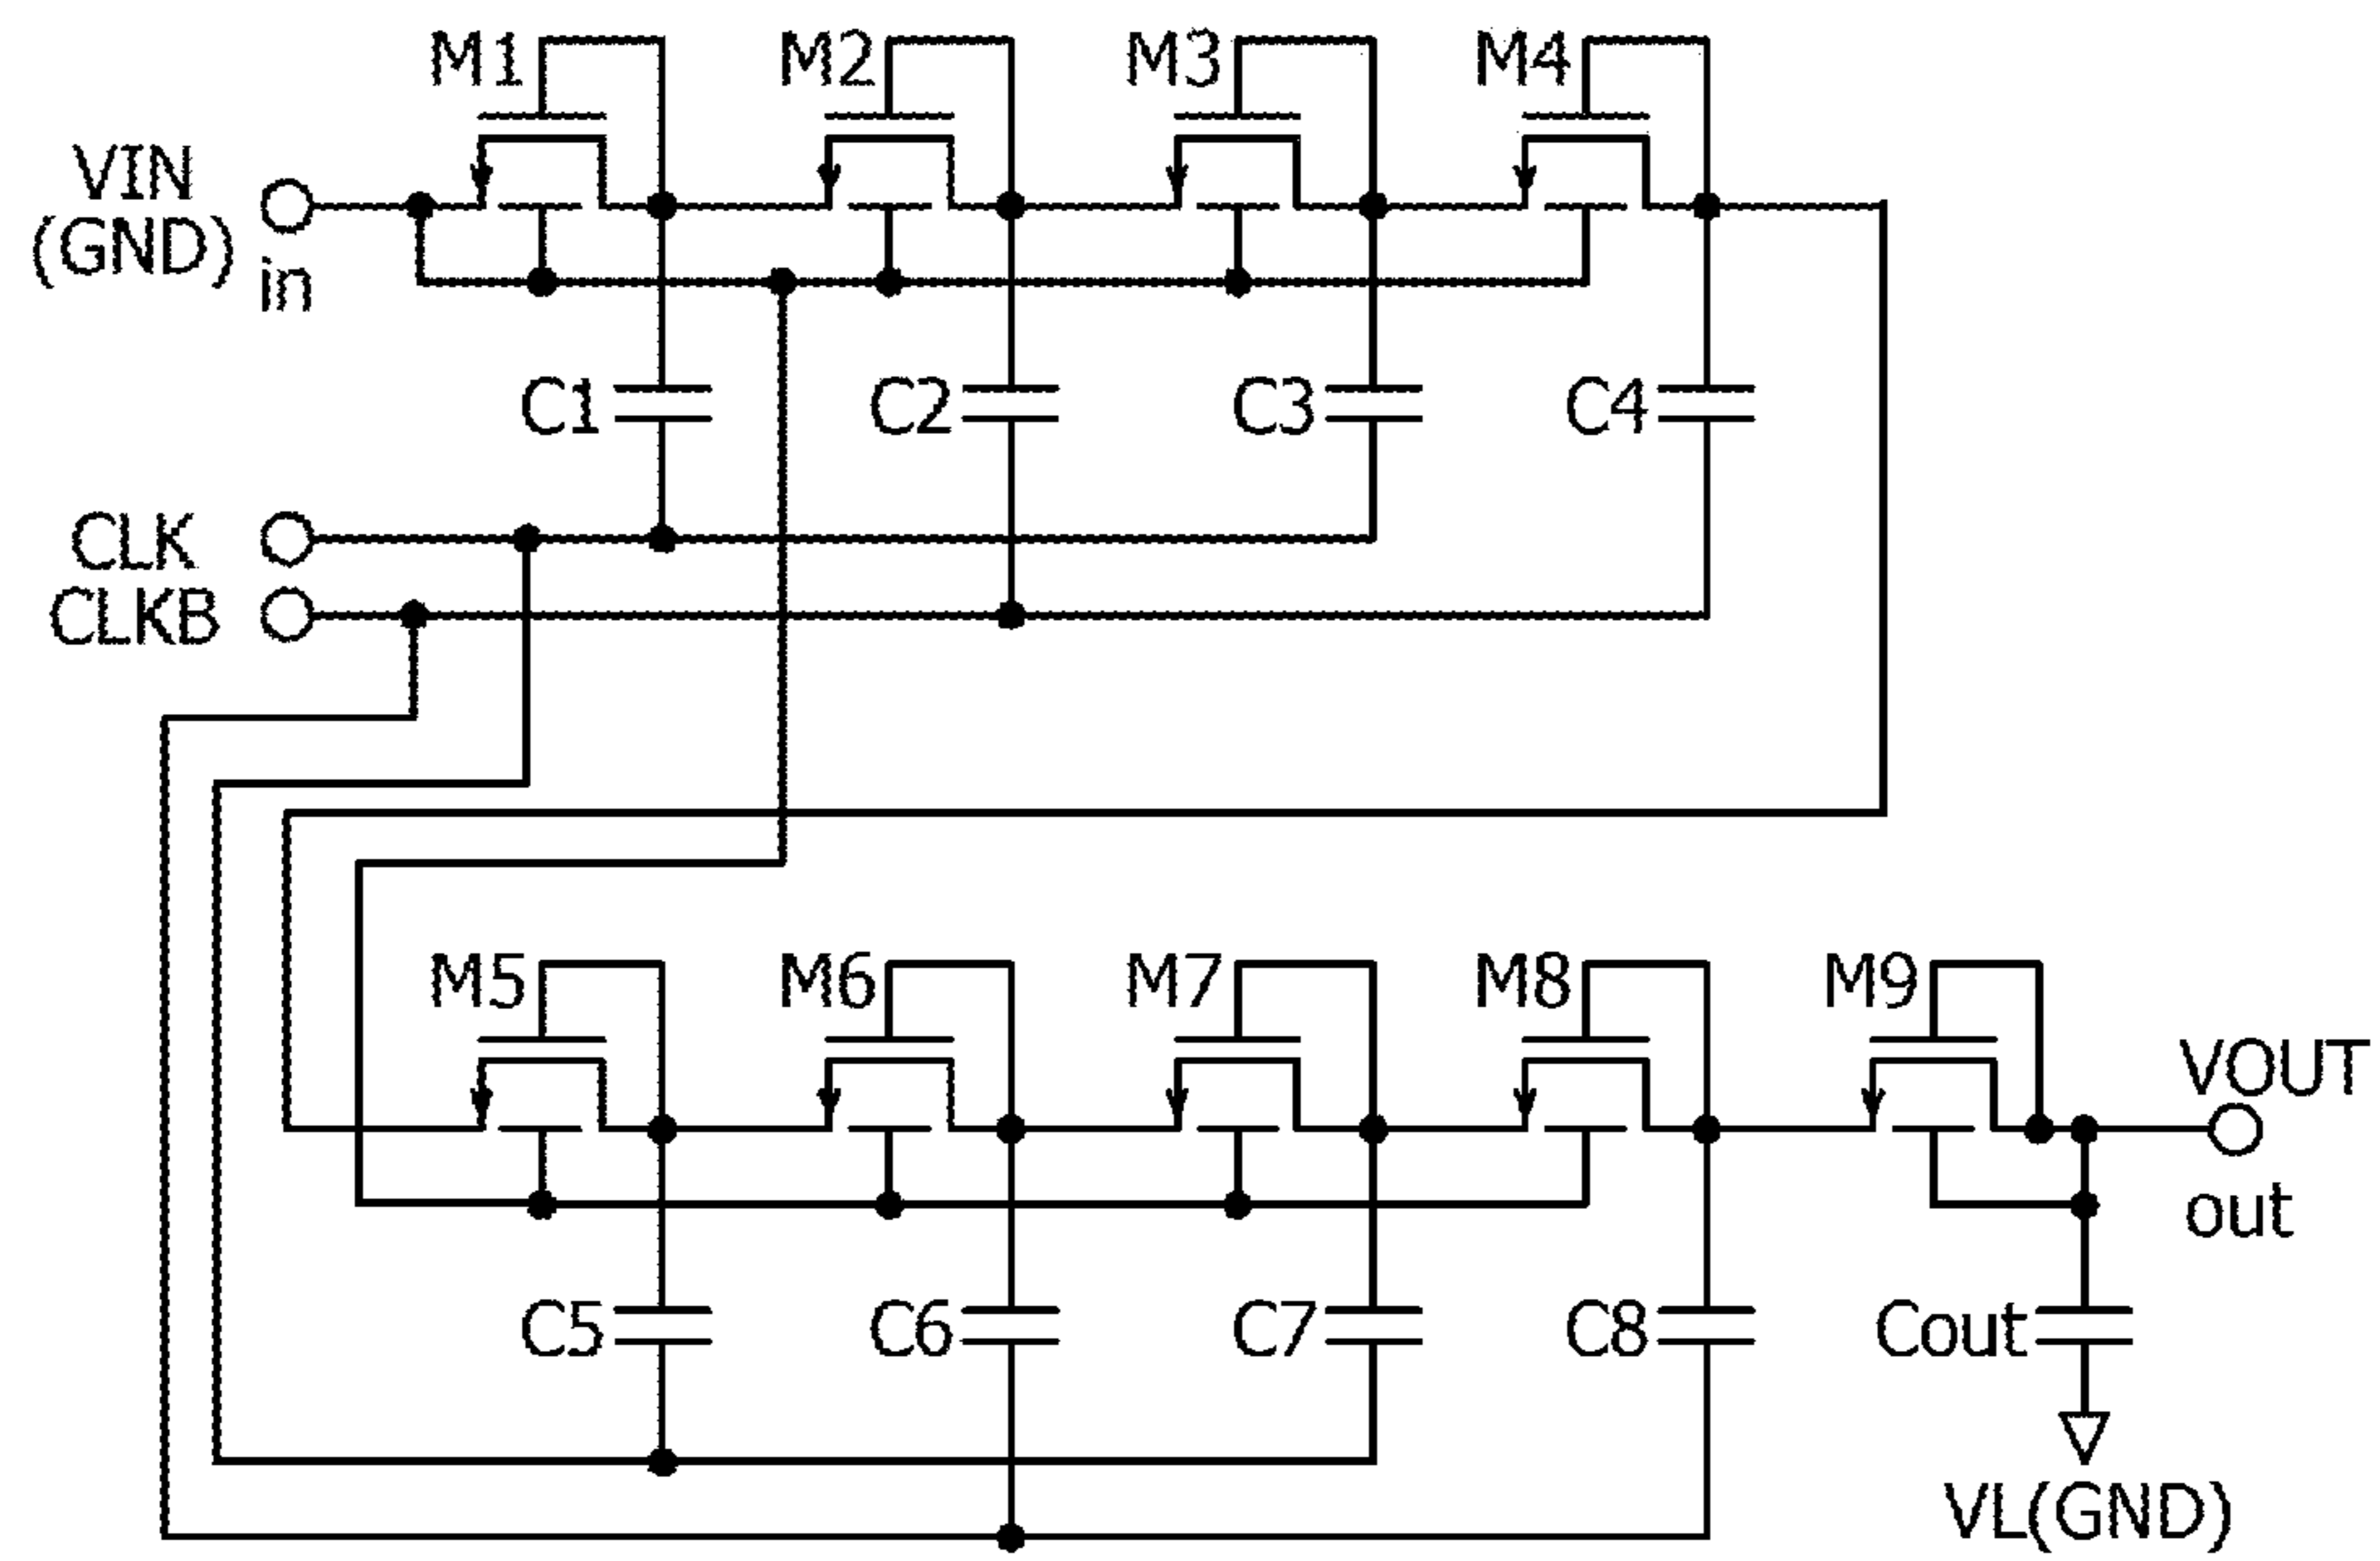 M1
M2
M3
M4
VIN
(GND)
in
C1
C2
C3
C4
CLK
CLKB
M5
M6
M7
M8
M9
VOUT
out
C5
C6
C7
C8
Cout
VL(GND)